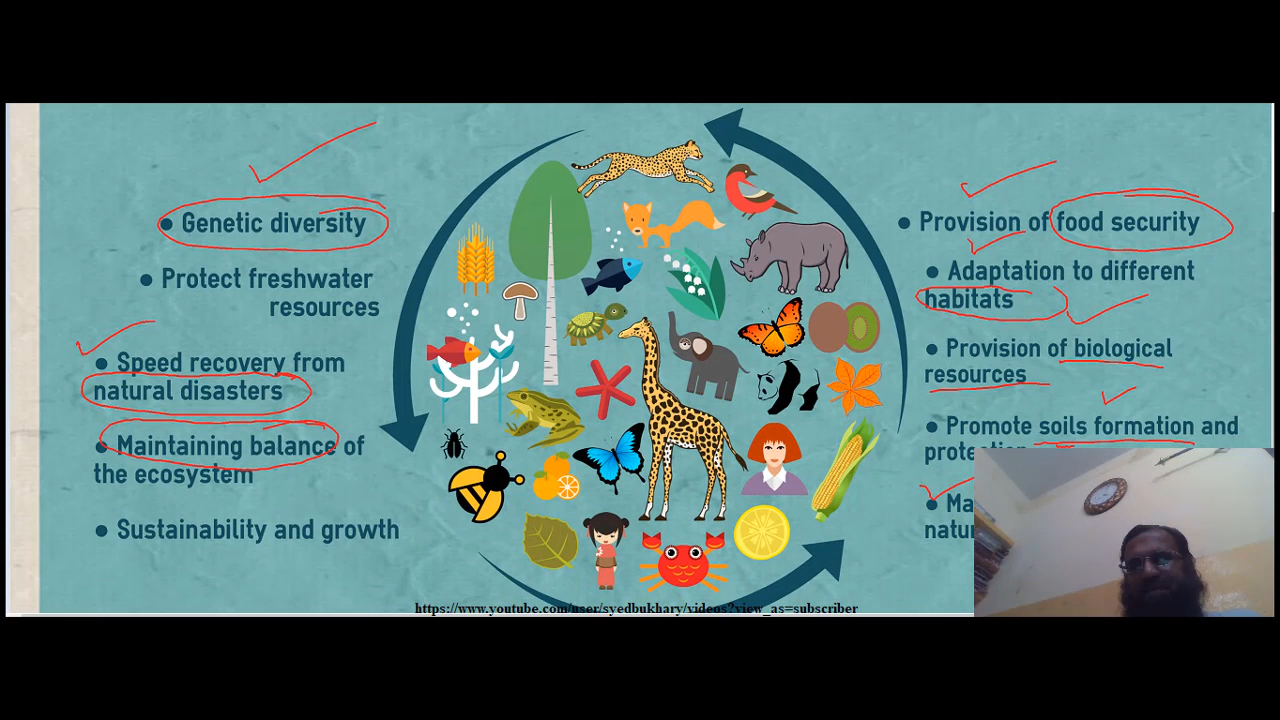 ● Genetic diversity
● Protect freshwater
resources
● Speed recovery from
natural disasters
● Maintaining balance of
the ecosystem
● Sustainability and growth
● Provision of food security
● Adaptation to different
habitats
● Provision of biological
resources
● Promote soils formation and
https://www.youtube.com/user/syedbukhary/videos?view_as=subscriber